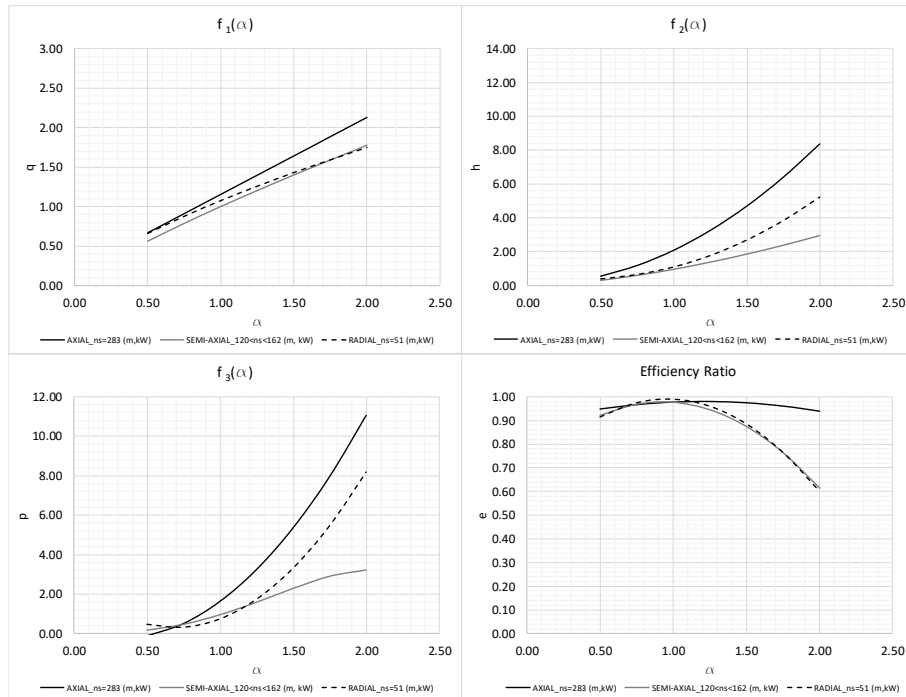 f 1(α)
3.00
2.50
2.00
1.50
1.00
0.50
0.00
q
0.00 0.50 1.00 1.50 2.00 2.50
α
AXIAL_ns=283 (m,kW) SEMI-AXIAL_120<ns<162 (m, kW) RADIAL_ns=51 (m,kW)
f 2(α)
14.00
12.00
10.00
8.00
6.00
4.00
2.00
0.00
h
0.00 0.50 1.00 1.50 2.00 2.50
α
AXIAL_ns=283 (m,kW) SEMI-AXIAL_120<ns<162 (m, kW) RADIAL_ns=51 (m,kW)
f 3(α)
12.00
10.00
8.00
6.00
4.00
2.00
0.00
p
0.00 0.50 1.00 1.50 2.00 2.50
α
AXIAL_ns=283 (m,kW) SEMI-AXIAL_120<ns<162 (m, kW) RADIAL_ns=51 (m,kW)
Efficiency Ratio
1.00
0.90
0.80
0.70
0.60
0.50
0.40
0.30
0.20
0.10
0.00
e
0.00 0.50 1.00 1.50 2.00 2.50
α
AXIAL_ns=283 (m,kW) SEMI-AXIAL_120<ns<162 (m, kW) RADIAL_ns=51 (m,kW)